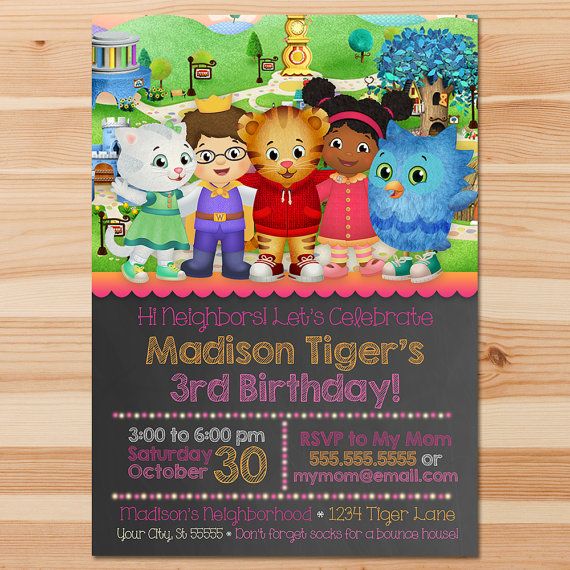 W
Hi Neighbors! Let's Celebrate
Madison Tiger's
3rd Birthday!
3:00 to 6:00 pm
Saturday
October 30
RSVP to My Mom
555.555.5555 or
mymom@email.com
Madison's Neighborhood * 1234 Tiger Lane
Your City, St 55555 * Don't forget socks for a bounce house!